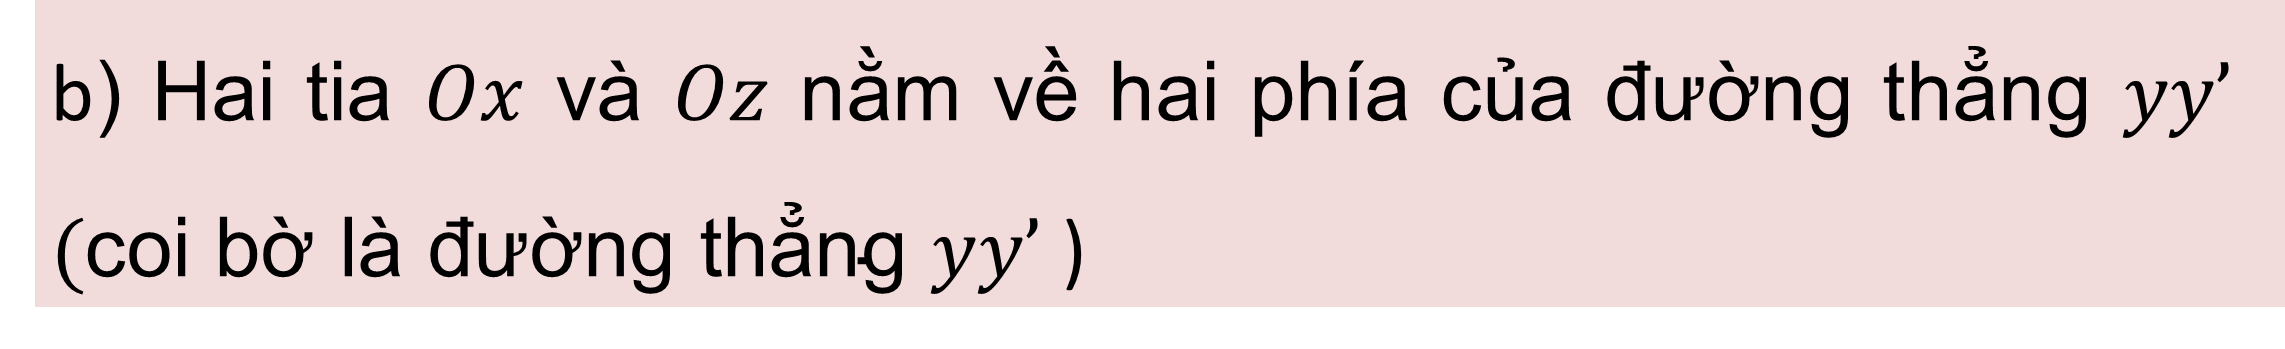 b) Hai tia Ox và Oz nằm về hai phía của đường thẳng yy’
(coi bờ là đường thẳng yy’ )